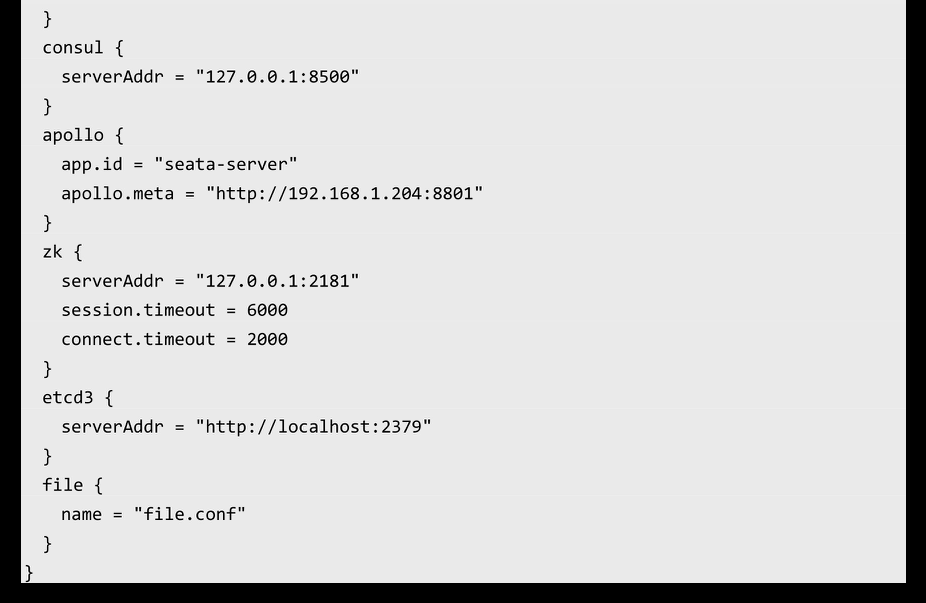 }
consul {
serverAddr = "127.0.0.1:8500"
}
apollo {
app.id = "seata-server"
apollo.meta = "http://192.168.1.204:8801"
}
zk {
serverAddr = "127.0.0.1:2181"
session.timeout = 6000
connect.timeout = 2000
}
etcd3 {
serverAddr = "http://localhost:2379"
}
file {
name = "file.conf"
}
}